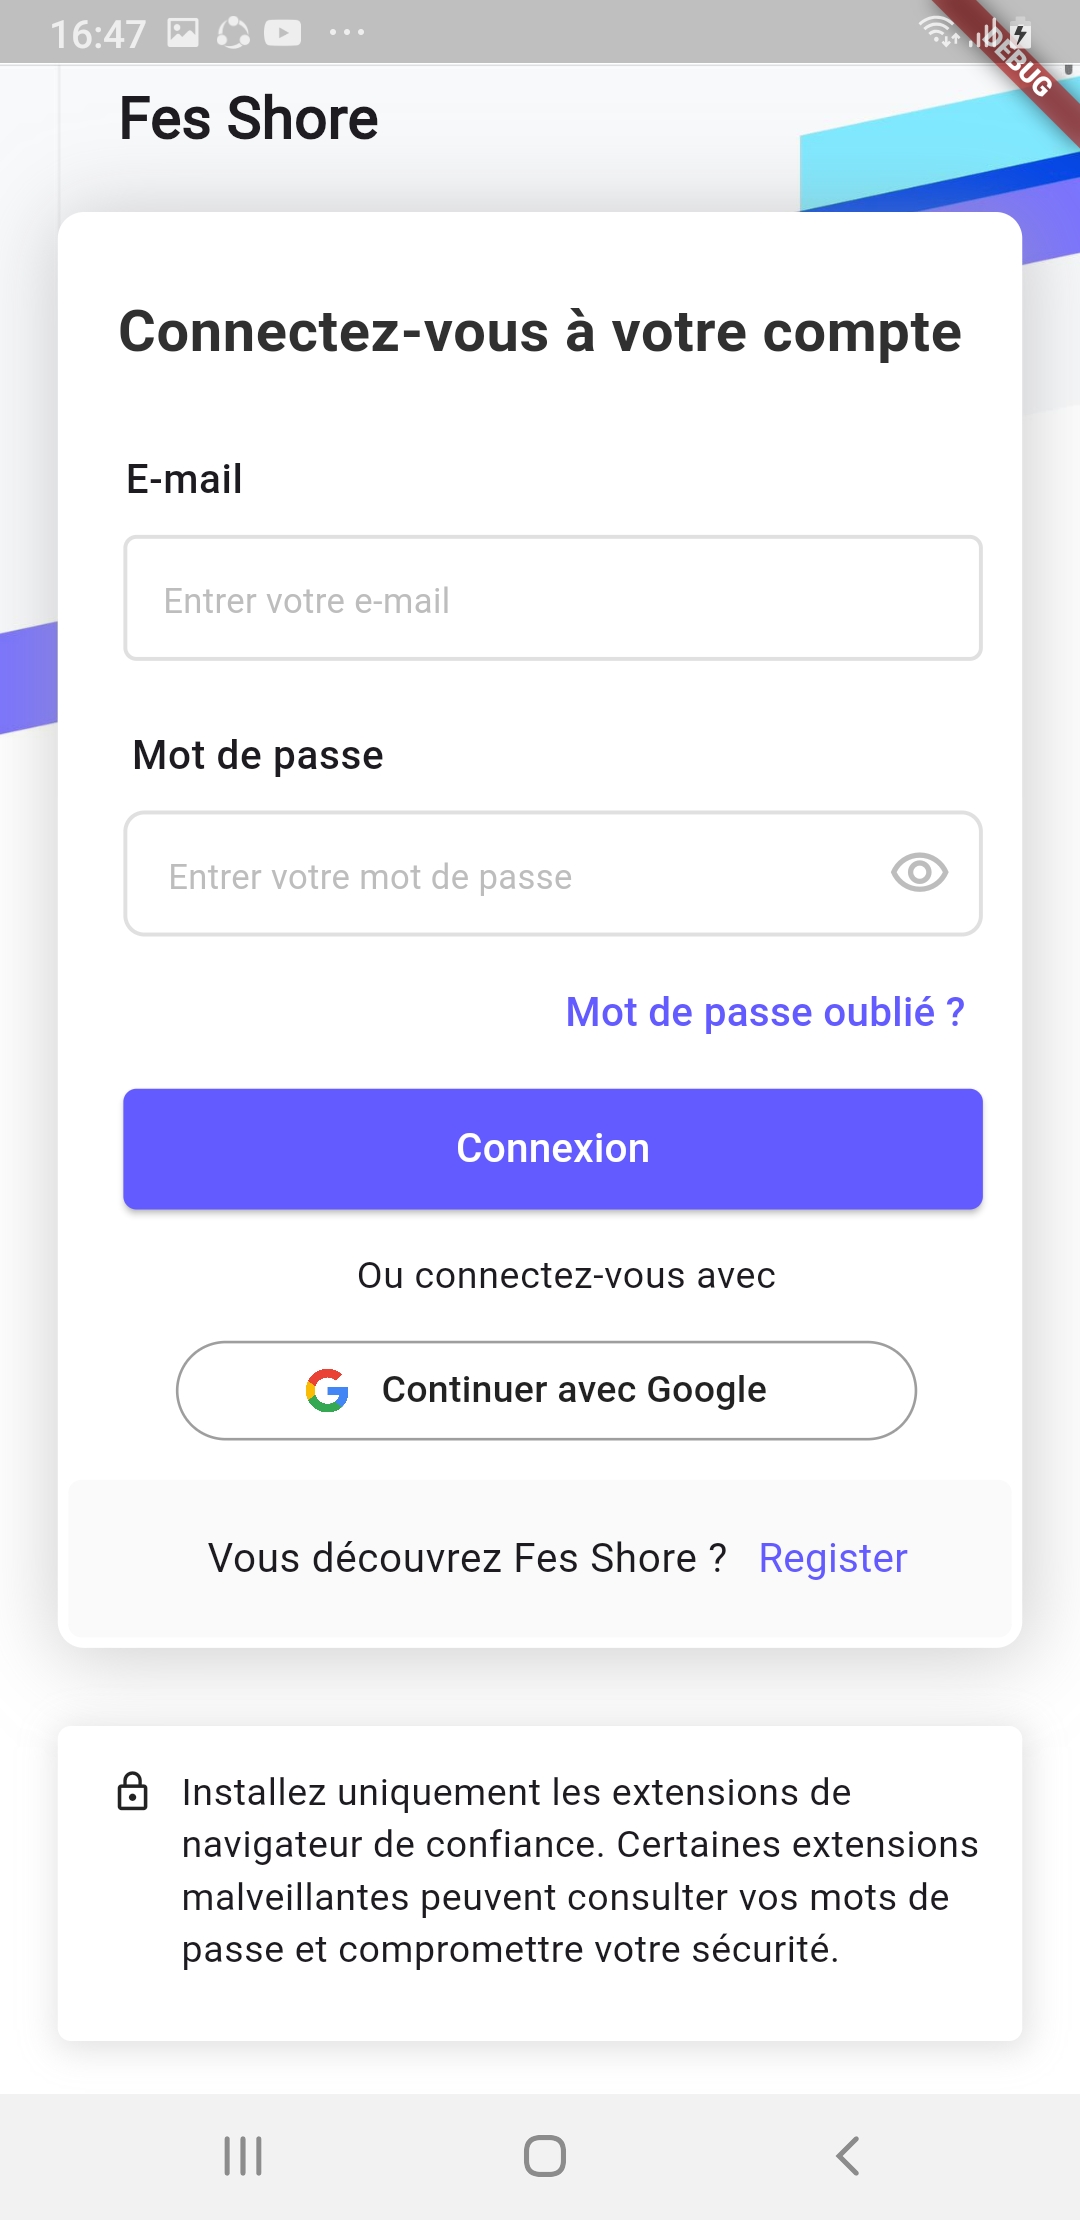 16:47
DEBUG
Fes Shore
Connectez-vous à votre compte
E-mail
Entrer votre e-mail
Mot de passe
Entrer votre mot de passe
Mot de passe oublié ?
Connexion
Ou connectez-vous avec
Continuer avec Google
Vous découvrez Fes Shore ? Register
Installez uniquement les extensions de
navigateur de confiance. Certaines extensions
malveillantes peuvent consulter vos mots de
passe et compromettre votre sécurité.